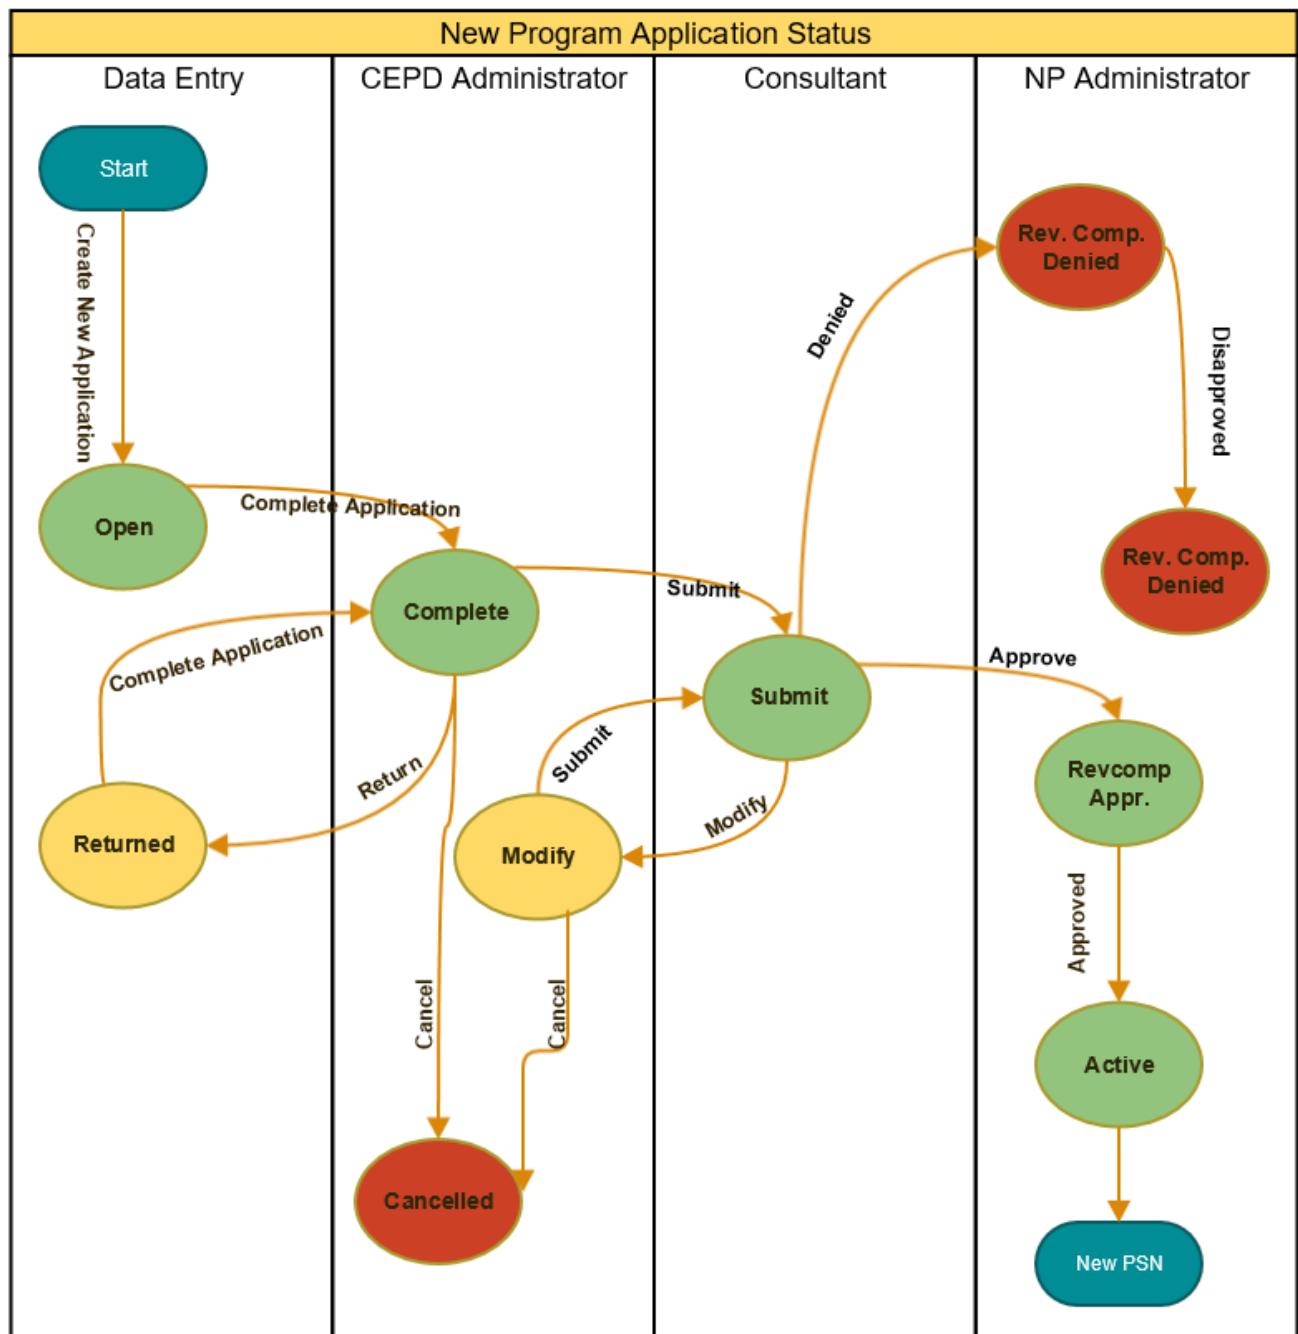 New Program Application Status
Data Entry
CEPD Administrator
Consultant
NP Administrator
Start
Create New Application
Open
Complete Application
Complete
Complete Application
Returned
Return
Cancel
Cancelled
Submit
Submit
Submit
Modify
Modify
Cancel
Denied
Rev. Comp.
Denied
Disapproved
Rev. Comp.
Denied
Approve
Revcomp
Appr.
Approved
Active
New PSN